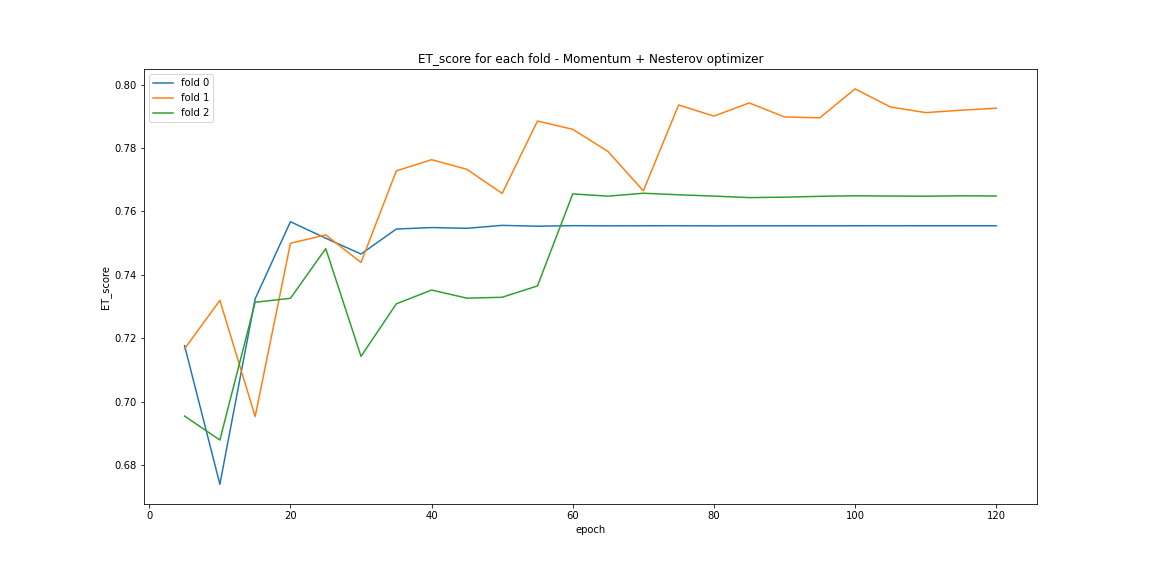 ET_score for each fold - Momentum + Nesterov optimizer
fold 0
fold 1
fold 2
0.80
0.78
0.76
0.74
0.72
0.70
0.68
ET_score
0 20 40 60 80 100 120
epoch